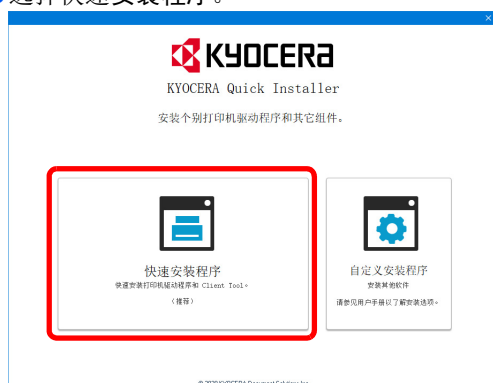 选择快速安装程序。
KYOCERA
KYOCERA Quick Installer
安装个别打印机驱动程序和其它组件。
快速安装程序
快速安装打印机驱动程序和 Client Tool。
（推荐）
自定义安装程序
安装其他软件
请参见用户手册以了解安装选项。